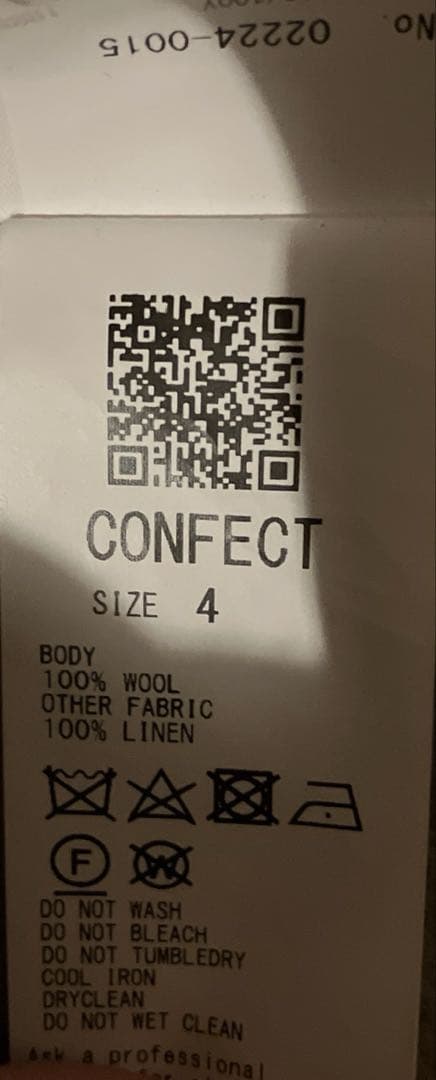 No. 02224-0015
CONFECT
SIZE 4
BODY
100% WOOL
OTHER FABRIC
100% LINEN
F
W
DO NOT WASH
DO NOT BLEACH
DO NOT TUMBLEDRY
COOL IRON
DRYCLEAN
DO NOT WET CLEAN
Ask a professional